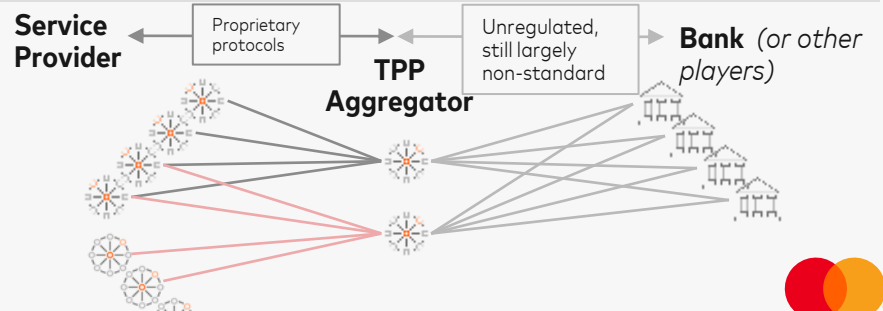 Service
Provider
Proprietary
protocols
TPP
Aggregator
Unregulated,
still largely
non-standard
Bank (or other
players)